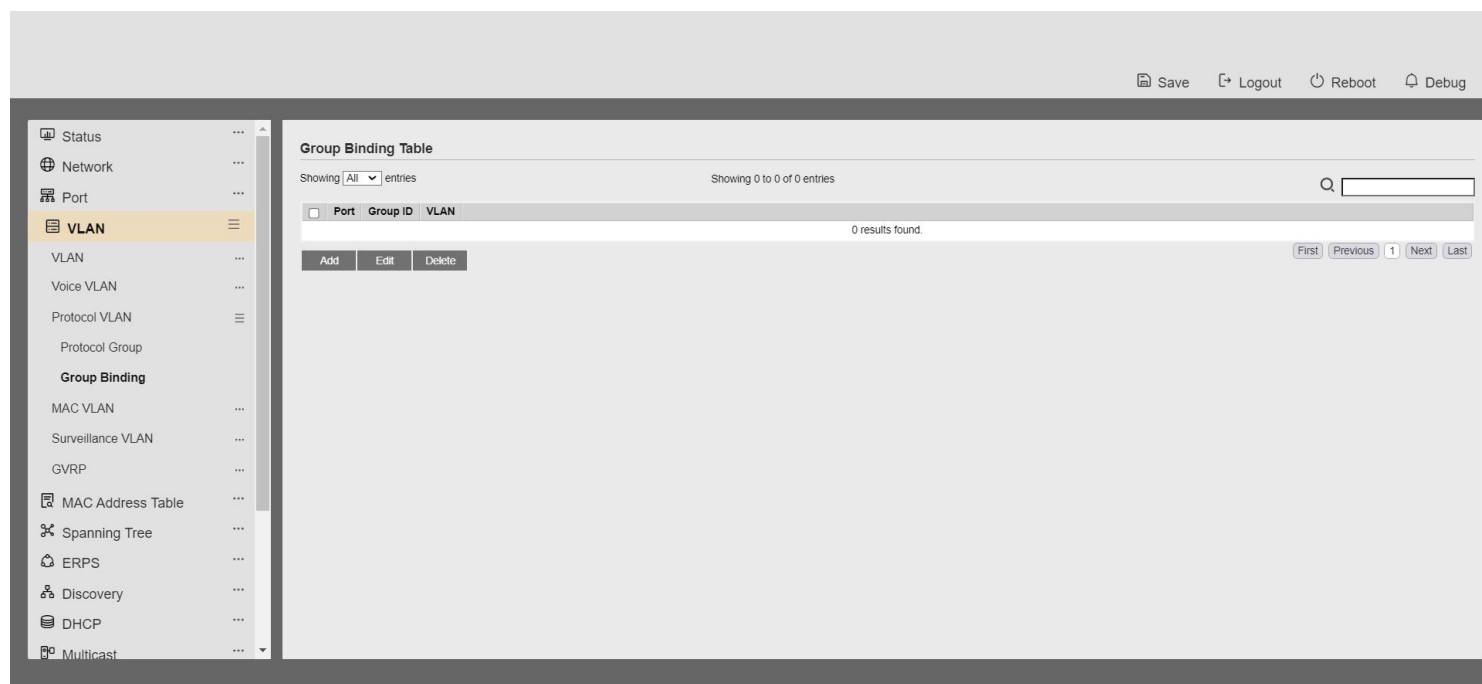 Save Logout Reboot Debug
Status ...
Network ...
Port ...
VLAN
VLAN ...
Voice VLAN ...
Protocol VLAN
Protocol Group
Group Binding
MAC VLAN ...
Surveillance VLAN ...
GVRP ...
MAC Address Table ...
Spanning Tree ...
ERPS ...
Discovery ...
DHCP ...
Multicast ...
Group Binding Table
Showing All entries Showing 0 to 0 of 0 entries
Port Group ID VLAN
0 results found.
Add Edit Delete First Previous 1 Next Last